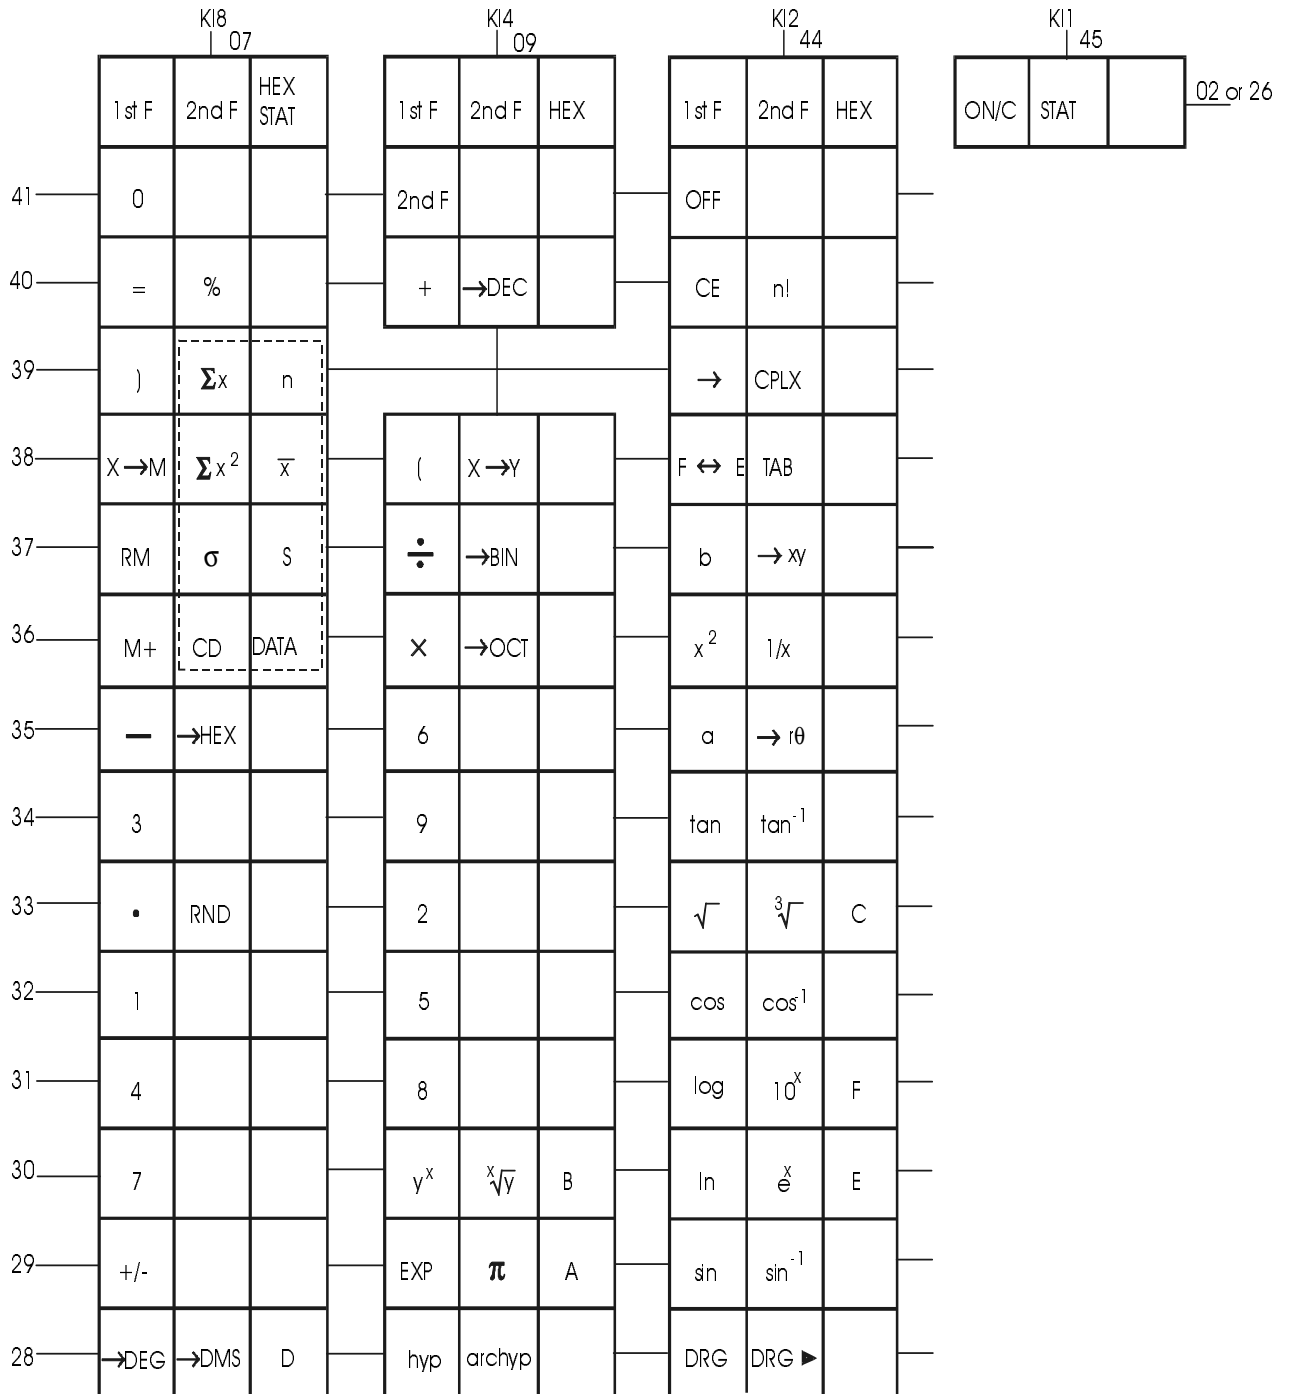 KI8 KI4 KI2 KI1
07 09 44 45
1st F 2nd F HEX STAT 1st F 2nd F HEX 1st F 2nd F HEX ON/C STAT 02 or 26
41 0 2nd F OFF
40 = % + →DEC CE n!
39 ) Σx n → CPLX
38 X→M Σx² x̅ ( X→Y F ↔ E TAB
37 RM σ S ÷ →BIN b →xy
36 M+ CD DATA × →OCT x² 1/x
35 — →HEX 6 a →rθ
34 3 9 tan tan⁻¹
33 • RND 2 √ ³√ C
32 1 5 cos cos⁻¹
31 4 8 log 10ˣ F
30 7 yˣ ˣ√y B ln eˣ E
29 +/- EXP π A sin sin⁻¹
28 →DEG →DMS D hyp archyp DRG DRG ►